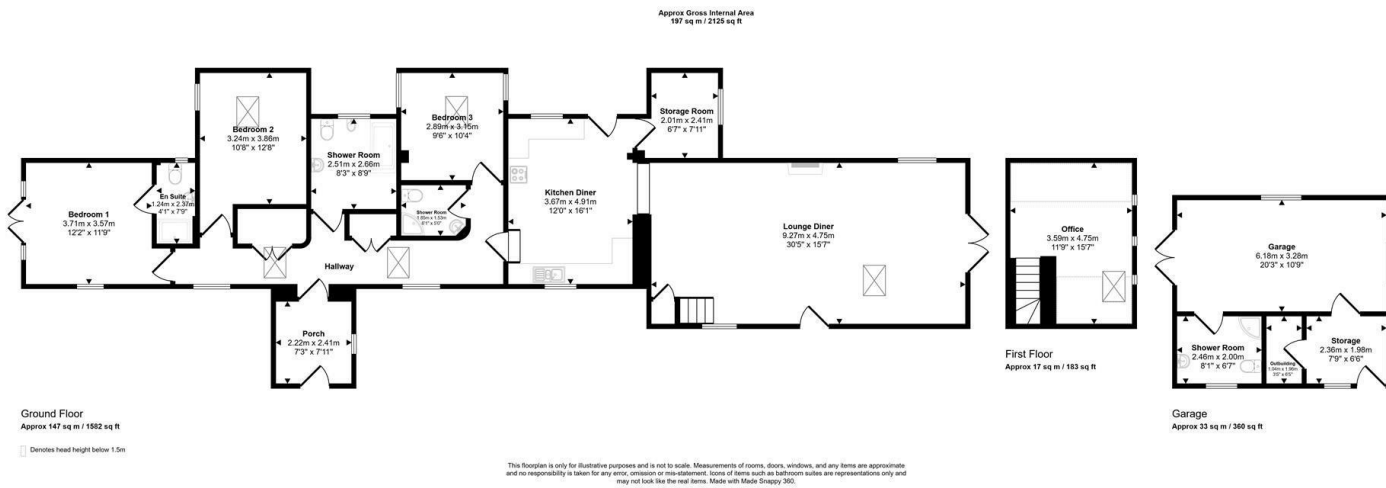 Approx Gross Internal Area
197 sq m / 2125 sq ft
Bedroom 2
3.24m x 3.86m
10'8" x 12'8"
Bedroom 3
2.89m x 3.15m
9'6" x 10'4"
Storage Room
2.01m x 2.41m
6'7" x 7'11"
Shower Room
2.51m x 2.66m
8'3" x 8'9"
En Suite
1.24m x 2.37m
4'1" x 7'9"
Bedroom 1
3.71m x 3.57m
12'2" x 11'9"
Shower Room
1.85m x 1.53m
6'1" x 5'0"
Kitchen Diner
3.67m x 4.91m
12'0" x 16'1"
Lounge Diner
9.27m x 4.75m
30'5" x 15'7"
Hallway
Porch
2.22m x 2.41m
7'3" x 7'11"
Office
3.59m x 4.75m
11'9" x 15'7"
Garage
6.18m x 3.28m
20'3" x 10'9"
Shower Room
2.46m x 2.00m
8'1" x 6'7"
Outbuilding
Storage
2.36m x 1.98m
7'9" x 6'6"
First Floor
Approx 17 sq m / 183 sq ft
Garage
Approx 33 sq m / 360 sq ft
Ground Floor
Approx 147 sq m / 1582 sq ft
Denotes head height below 1.5m
This floorplan is only for illustrative purposes and is not to scale. Measurements of rooms, doors, windows, and any items are approximate
and no responsibility is taken for any error, omission or mis-statement. Icons of items such as bathroom suites are representations only and
may not look like the real items. Made with Made Snappy 360.